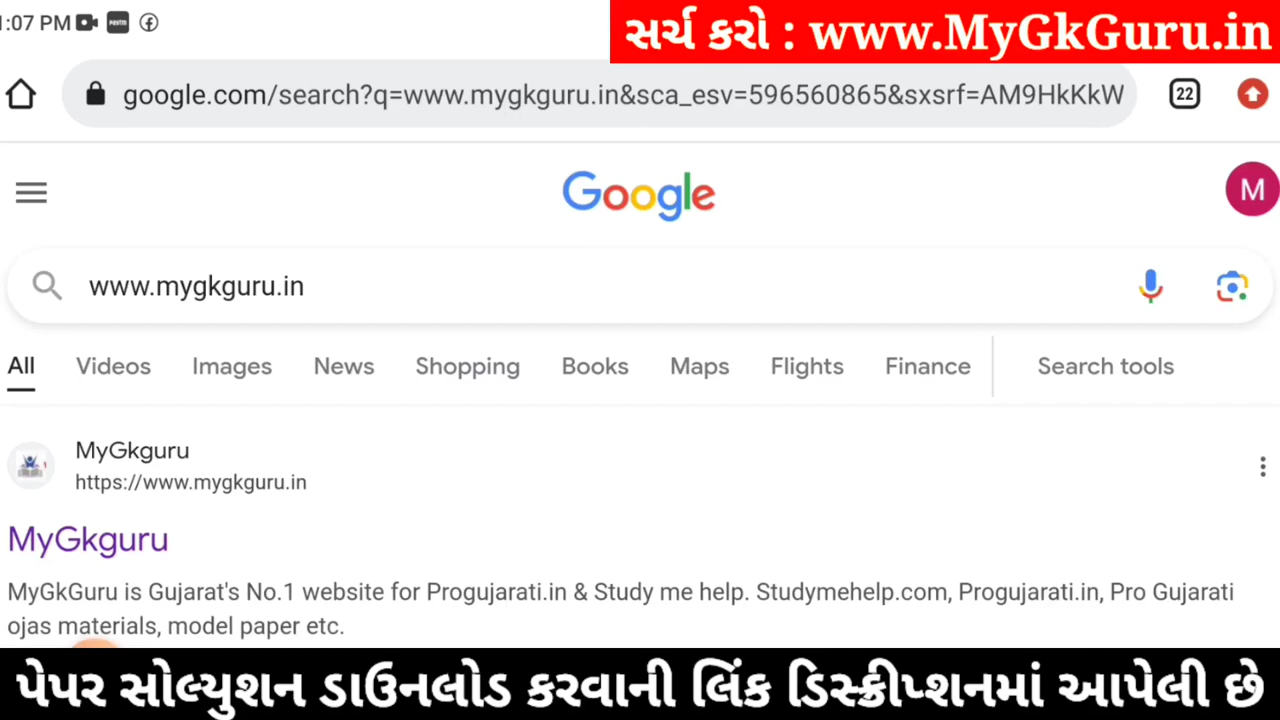 1:07 PM
સર્ચ કરો : www.MyGkGuru.in
google.com/search?q=www.mygkguru.in&sca_esv=596560865&sxsrf=AM9HkKkW
22
Google
M
www.mygkguru.in
All Videos Images News Shopping Books Maps Flights Finance Search tools
MyGkguru
https://www.mygkguru.in
MyGkguru
MyGkGuru is Gujarat's No.1 website for Progujarati.in & Study me help. Studymehelp.com, Progujarati.in, Pro Gujarati
ojas materials, model paper etc.
પેપર સોલ્યુશન ડાઉનલોડ કરવાની લિંક ડિસ્ક્રીપ્શનમાં આપેલી છે